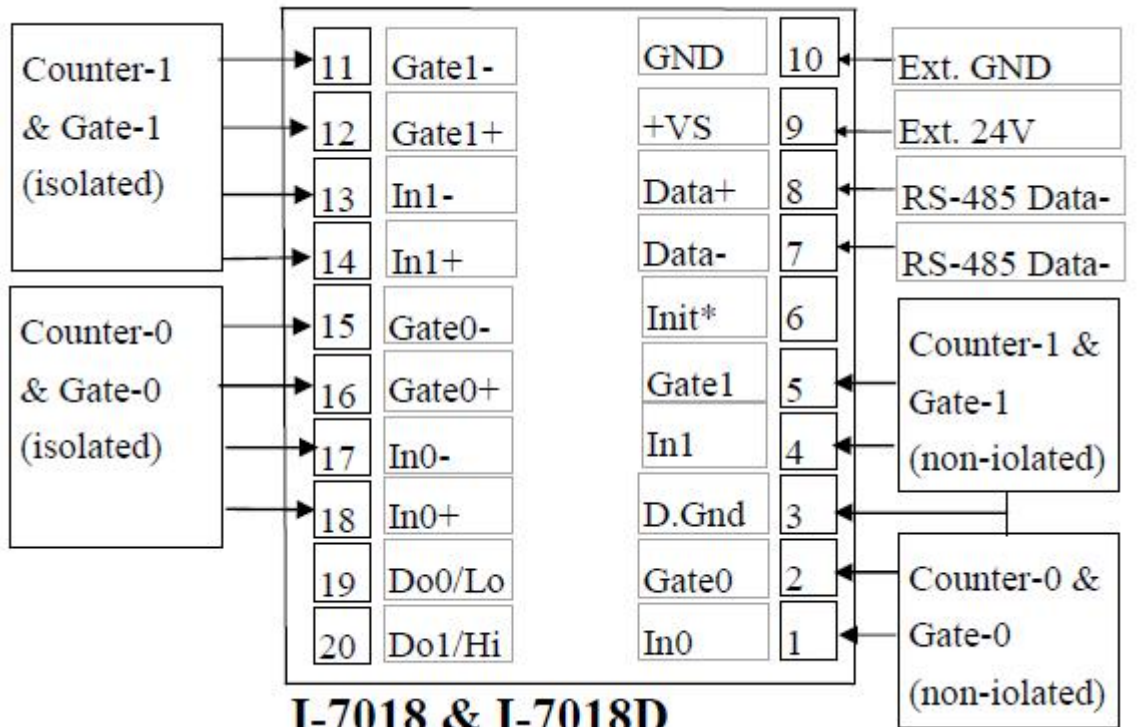 Counter-1
& Gate-1
(isolated)
Counter-0
& Gate-0
(isolated)
11 Gate1-
12 Gate1+
13 In1-
14 In1+
15 Gate0-
16 Gate0+
17 In0-
18 In0+
19 Do0/Lo
20 Do1/Hi
GND 10
+VS 9
Data+ 8
Data- 7
Init* 6
Gate1 5
In1 4
D.Gnd 3
Gate0 2
In0 1
Ext. GND
Ext. 24V
RS-485 Data-
RS-485 Data-
Counter-1 &
Gate-1
(non-iolated)
Counter-0 &
Gate-0
(non-iolated)
I-7018 & I-7018D